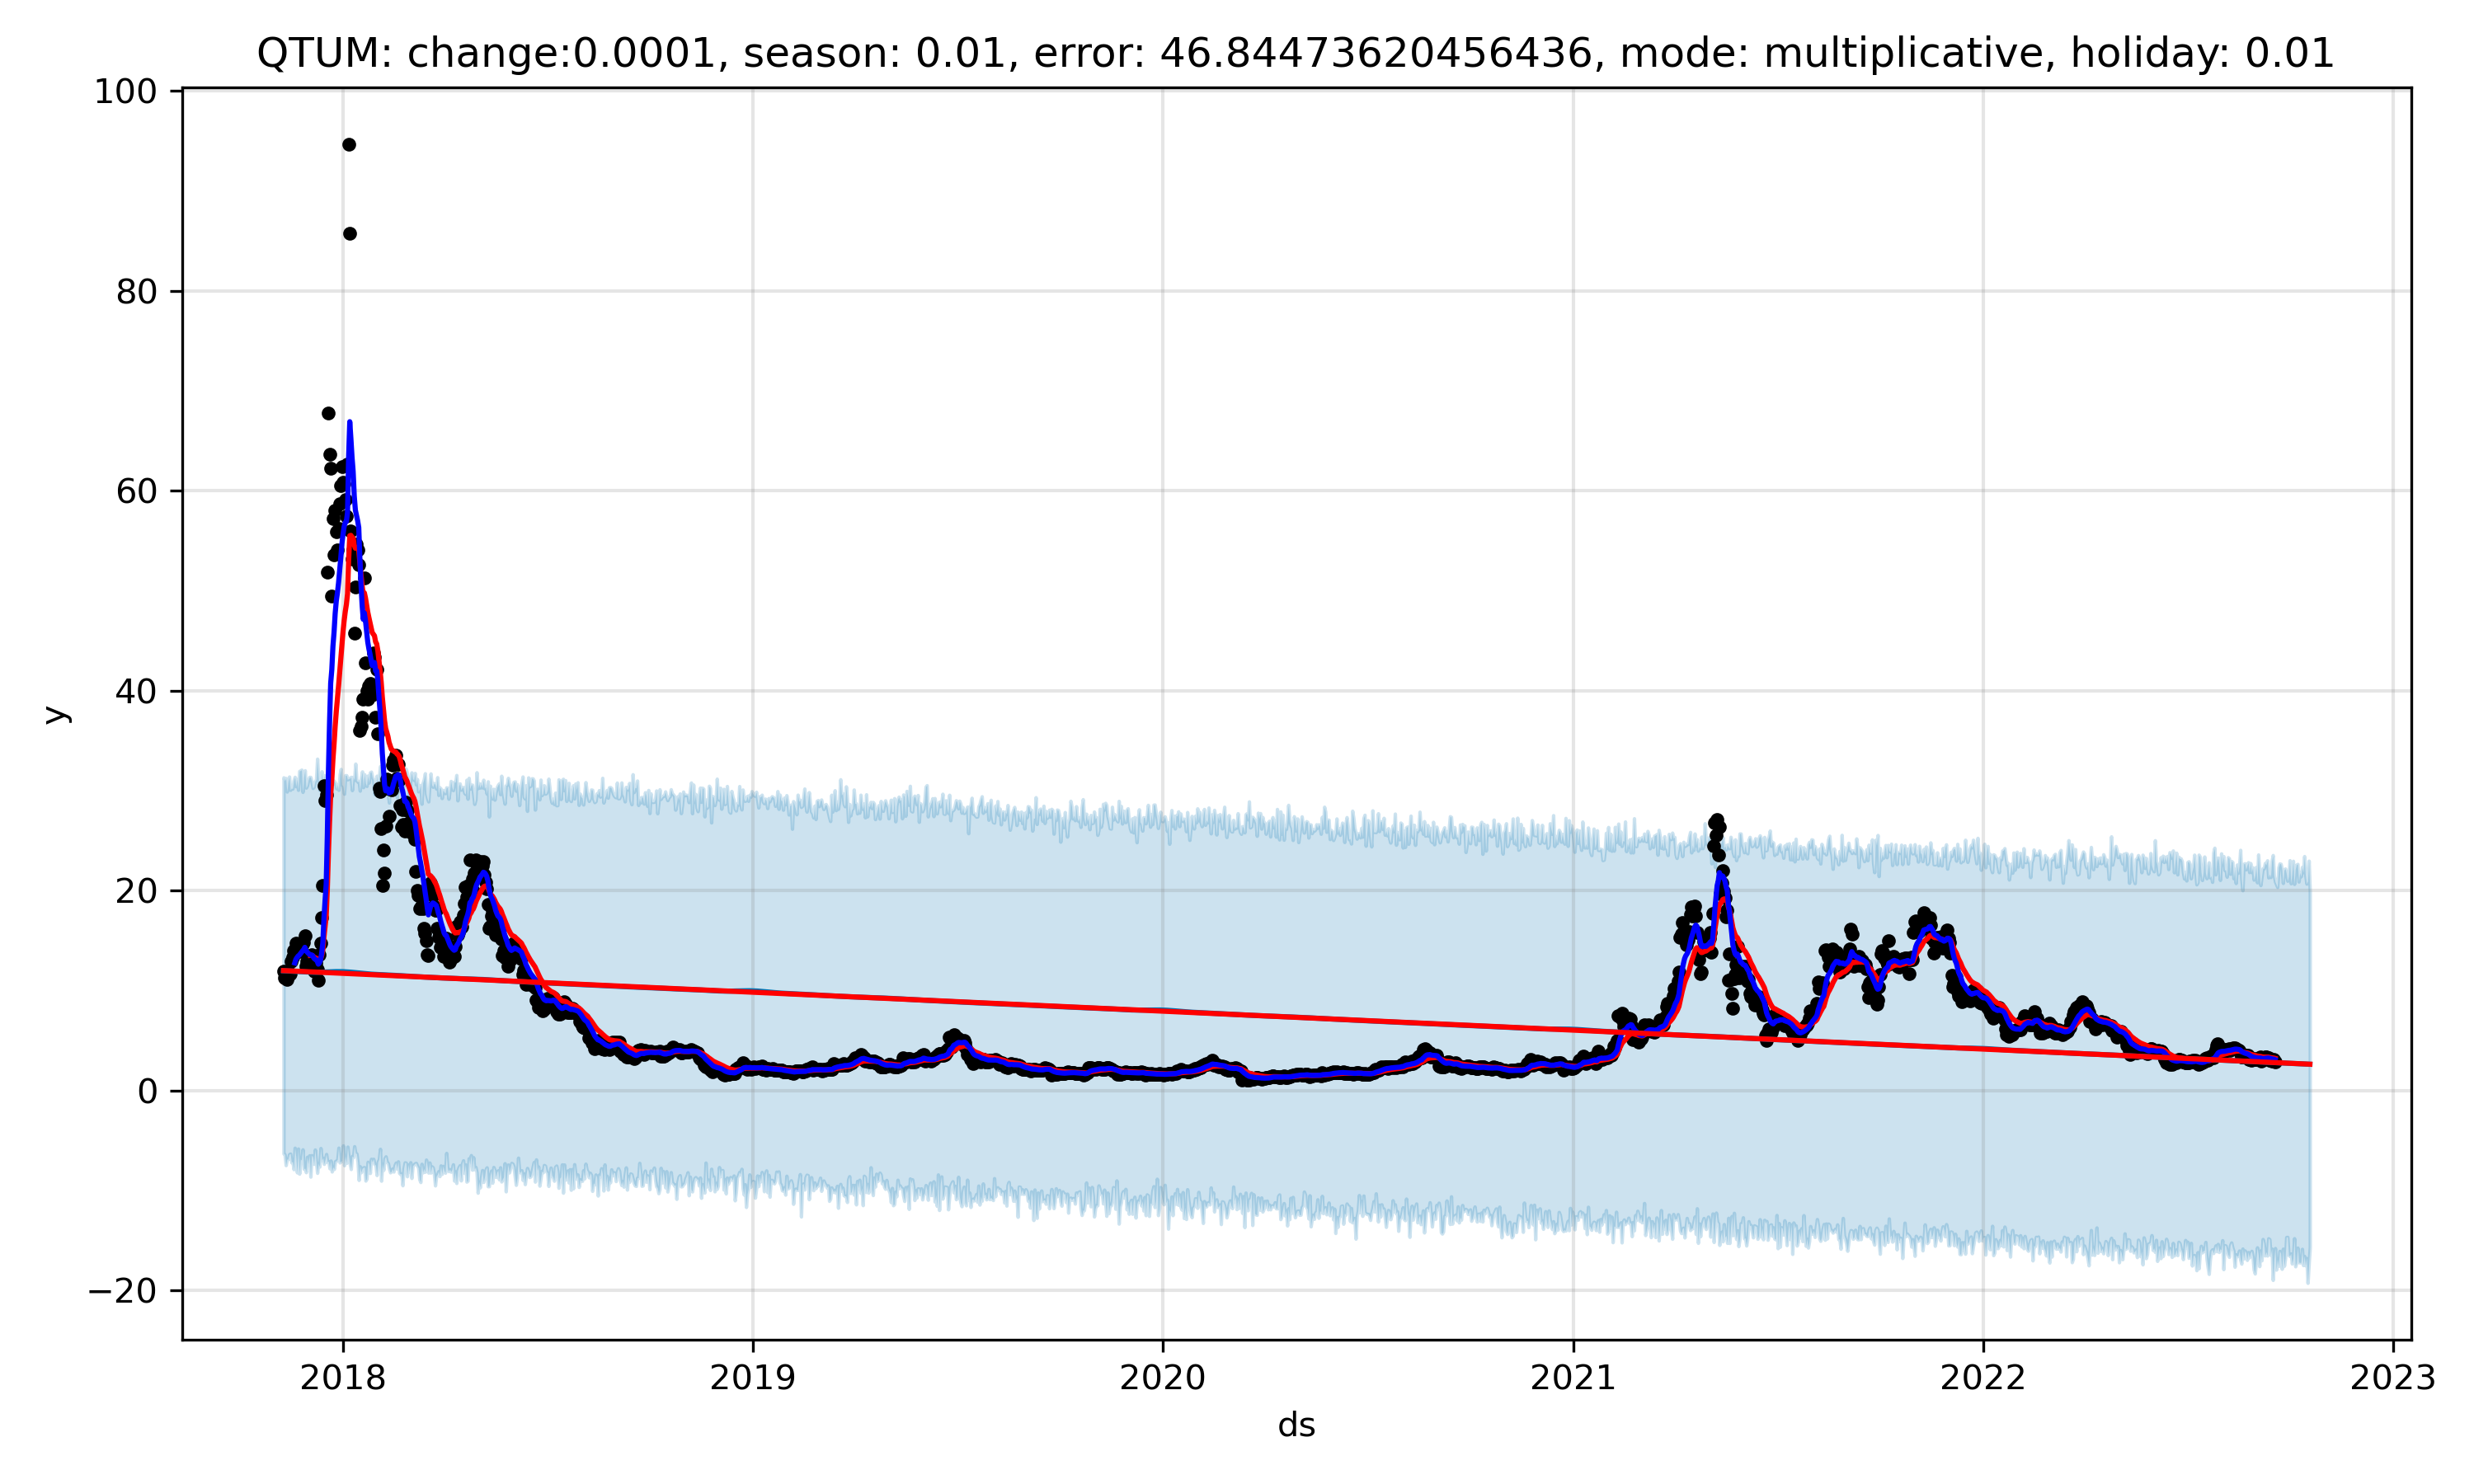 QTUM: change:0.0001, season: 0.01, error: 46.84473620456436, mode: multiplicative, holiday: 0.01
100
80
60
40
20
0
−20
y
2018 2019 2020 2021 2022 2023
ds